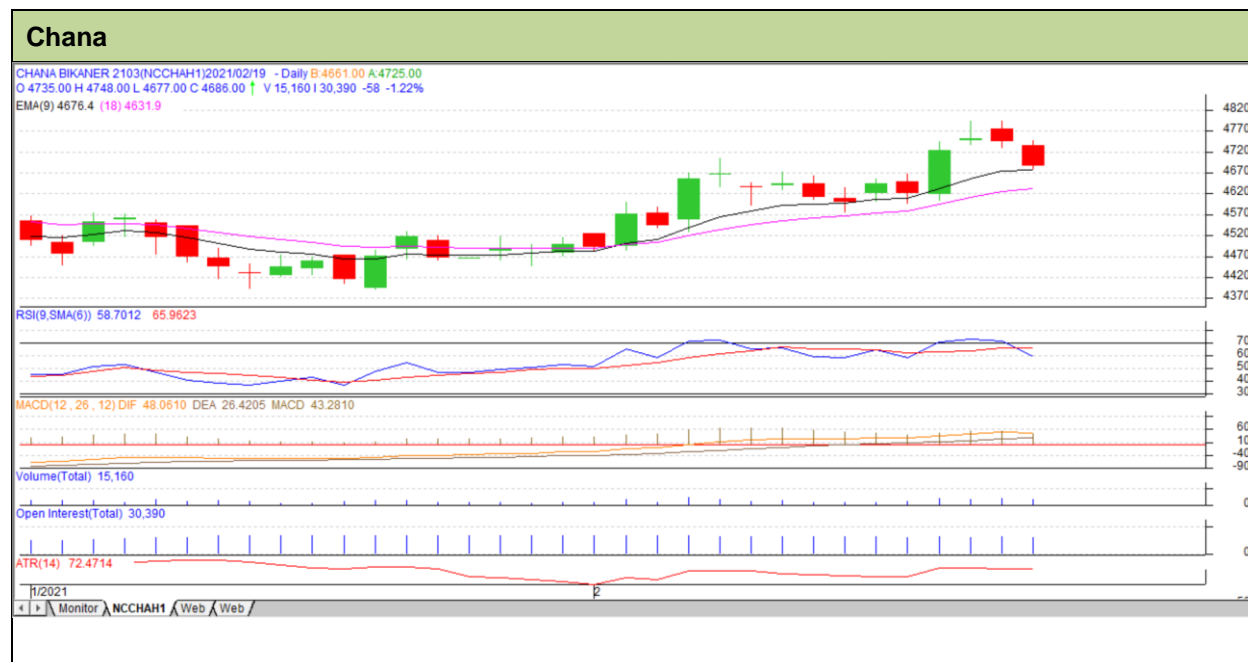 Chana
CHANA BIKANER 2103(NCCHAH1)2021/02/19 - Daily B:4661.00 A:4725.00
O 4735.00 H 4748.00 L 4677.00 C 4686.00 V 15,160 I 30,390 -58 -1.22%
EMA(9) 4676.4 (18) 4631.9
4820
4770
4720
4670
4620
4570
4520
4470
4420
4370
RSI(9,SMA(6)) 58.7012 65.9623
70
60
50
40
30
MACD(12 , 26 , 12) DIF 48.0610 DEA 26.4205 MACD 43.2810
60
10
-40
-90
Volume(Total) 15,160
0
Open Interest(Total) 30,390
0
ATR(14) 72.4714
1/2021
2
Monitor NCCHAH1 Web Web